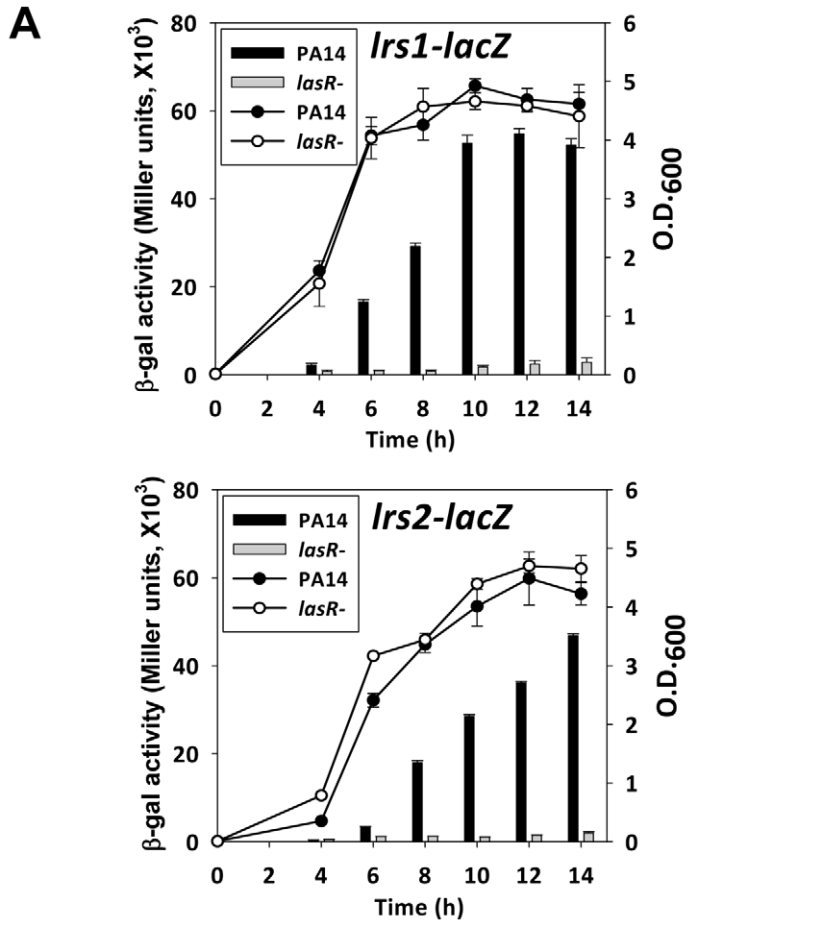 A
lrs1-lacZ
PA14
lasR-
PA14
lasR-
β-gal activity (Miller units, X10³)
80
60
40
20
0
6
5
4
3
2
1
0
O.D.600
0 2 4 6 8 10 12 14
Time (h)
lrs2-lacZ
PA14
lasR-
PA14
lasR-
β-gal activity (Miller units, X10³)
80
60
40
20
0
6
5
4
3
2
1
0
O.D.600
0 2 4 6 8 10 12 14
Time (h)